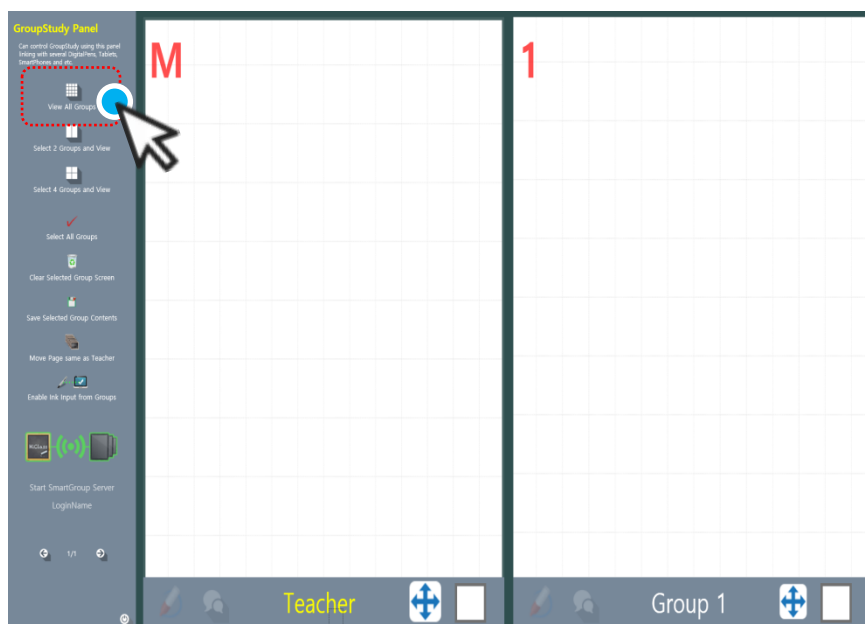 GroupStudy Panel
Can control GroupStudy using this panel
linking with several DigitalPens, Tablets,
SmartPhones and etc.
View All Groups
Select 2 Groups and View
Select 4 Groups and View
Select All Groups
Clear Selected Group Screen
Save Selected Group Contents
Move Page same as Teacher
Enable Ink Input from Groups
Start SmartGroup Server
LoginName
1/1
M
Teacher
1
Group 1